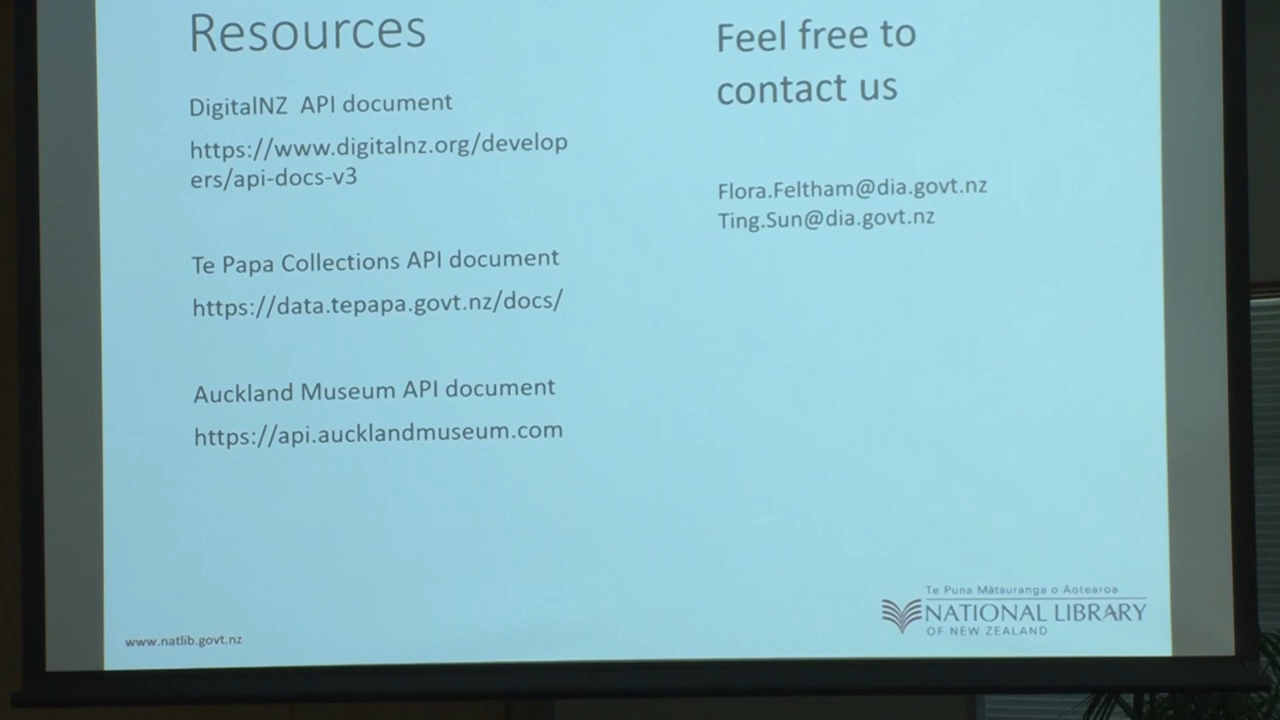 Resources
DigitalNZ  API document
https://www.digitalnz.org/develop
ers/api-docs-v3
Te Papa Collections API document
https://data.tepapa.govt.nz/docs/
Auckland Museum API document
https://api.aucklandmuseum.com
Feel free to
contact us
Flora.Feltham@dia.govt.nz
Ting.Sun@dia.govt.nz
www.natlib.govt.nz
Te Puna Mātauranga o Aotearoa
NATIONAL LIBRARY
OF NEW ZEALAND